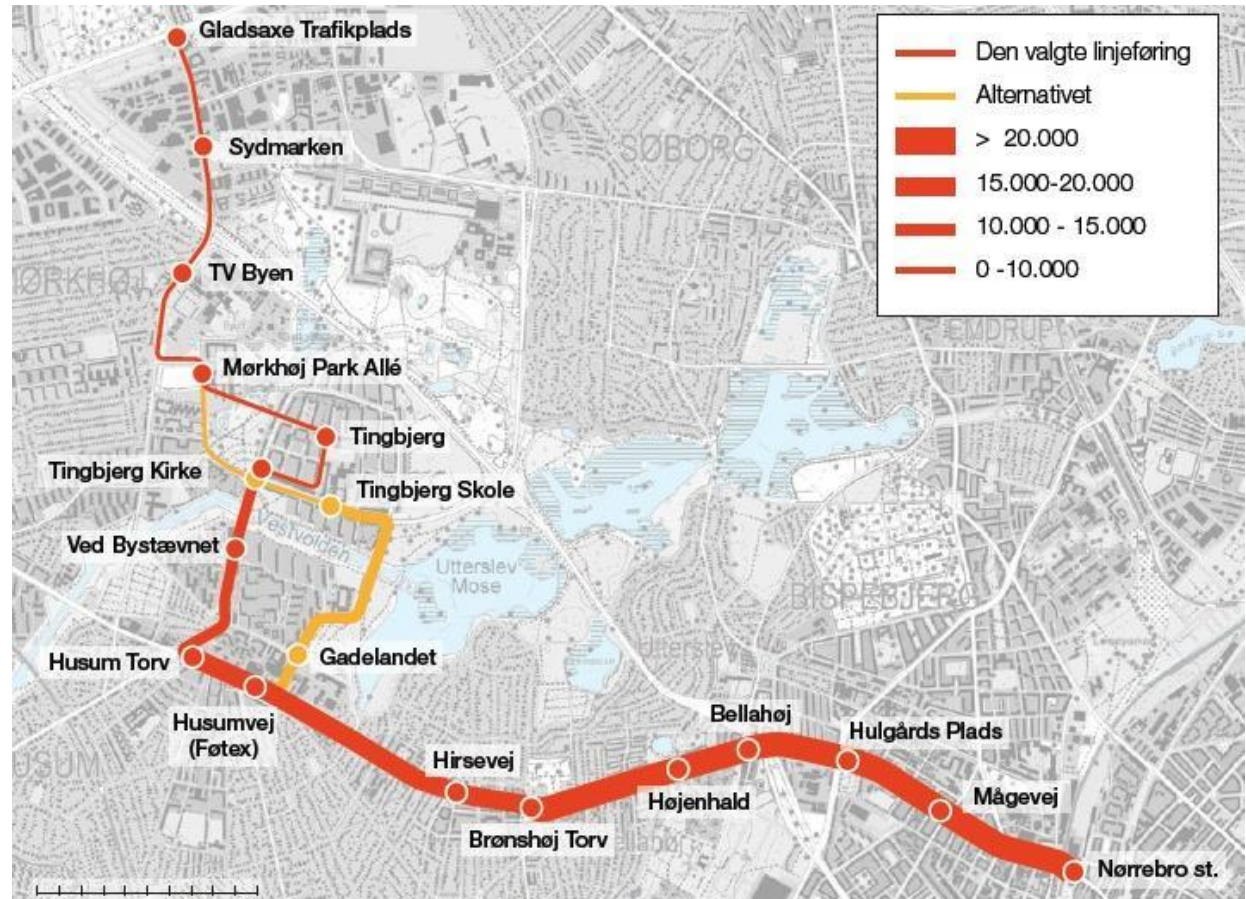 Gladsaxe Trafikplads
Sydmarken
TV Byen
Mørkhøj Park Allé
Tingbjerg
Tingbjerg Kirke
Tingbjerg Skole
Vestvolden
Ved Bystævnet
Utterslev
Mose
Husum Torv
Gadelandet
Husumvej
(Føtex)
Hirsevej
Brønshøj Torv
Højenhald
Bellahøj
Hulgårds Plads
Mågevej
Nørrebro st.
SØBORG
EMDRUP
BISPEBJERG
Utterslev
Den valgte linjeføring
Alternativet
> 20.000
15.000-20.000
10.000 - 15.000
0 -10.000